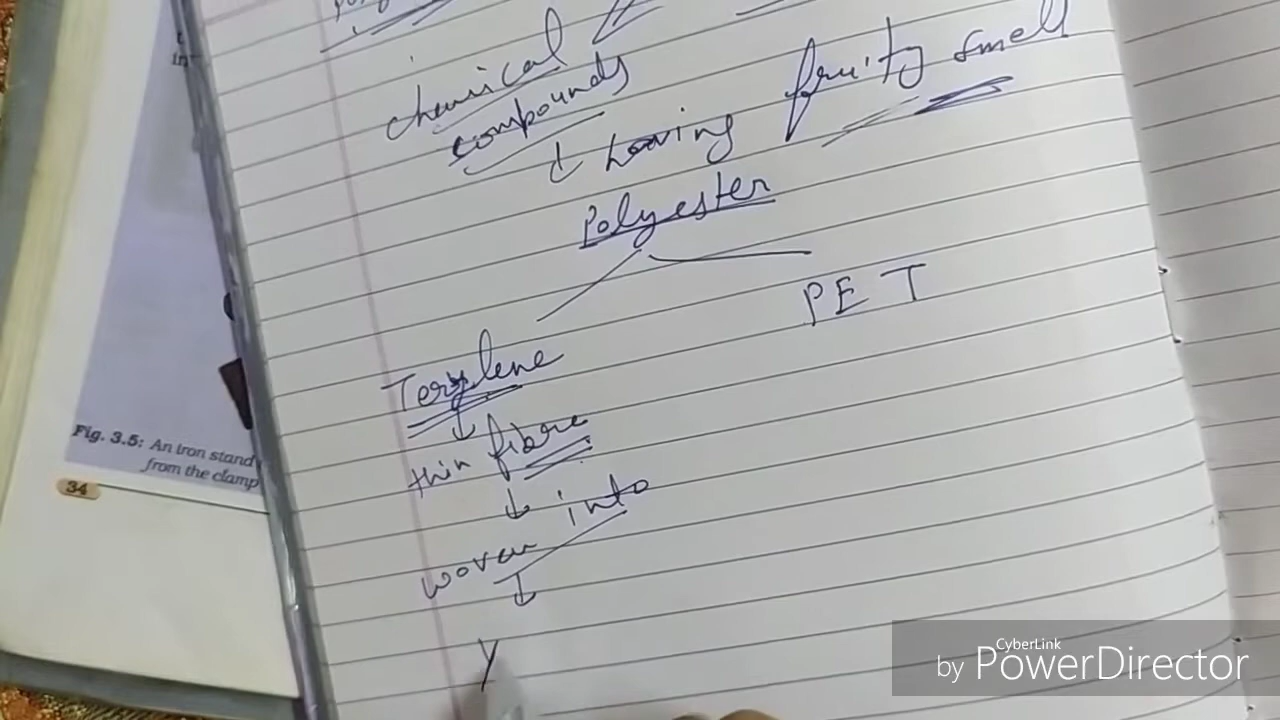 chemical
compounds
having fruity smell
Polyester
PET
Terylene
thin fibre
woven into
Y
Fig. 3.5: An iron stand
from the clamp
34
CyberLink
by PowerDirector